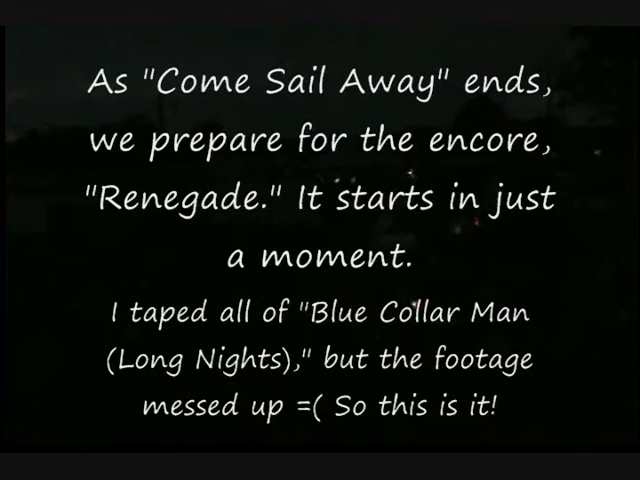 As "Come Sail Away" ends,
we prepare for the encore,
"Renegade." It starts in just
a moment.
I taped all of "Blue Collar Man
(Long Nights)," but the footage
messed up =( So this is it!